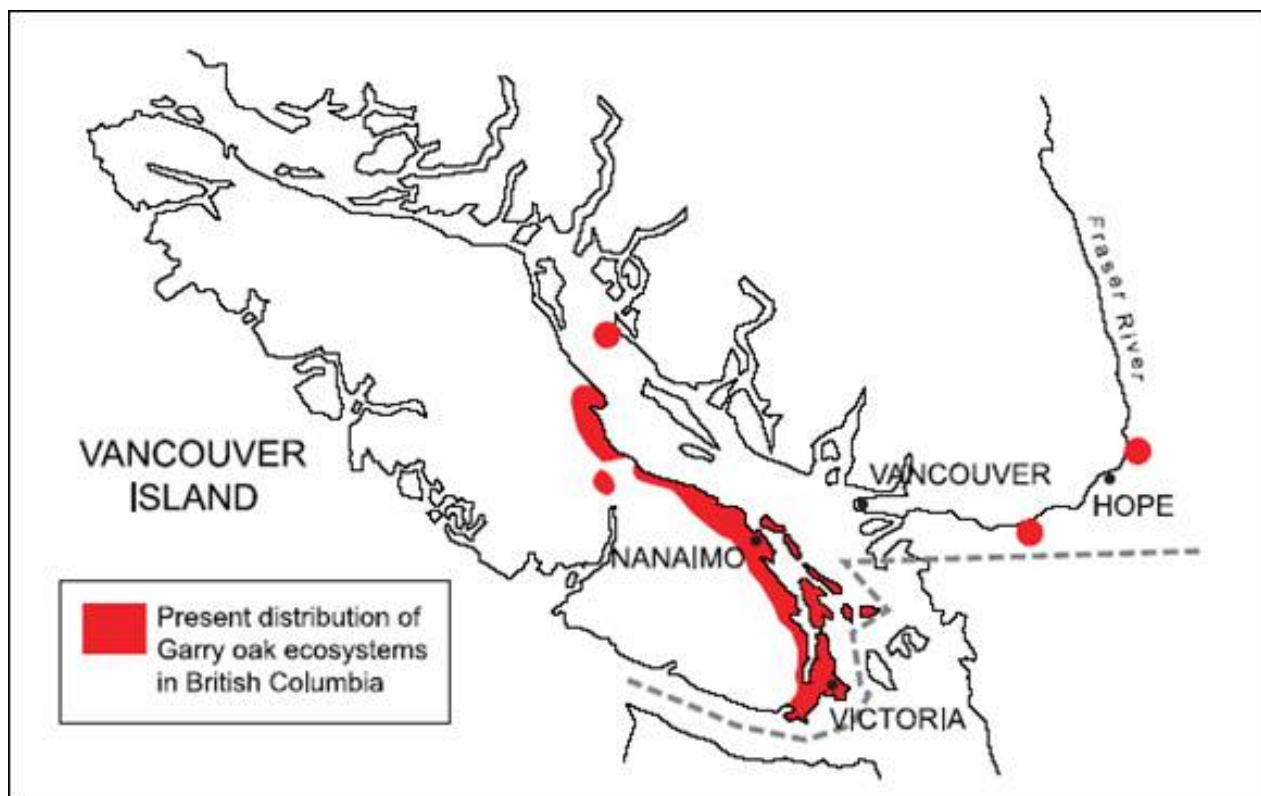 Fraser River
VANCOUVER
ISLAND
VANCOUVER
HOPE
NANAIMO
VICTORIA
Present distribution of
Garry oak ecosystems
in British Columbia